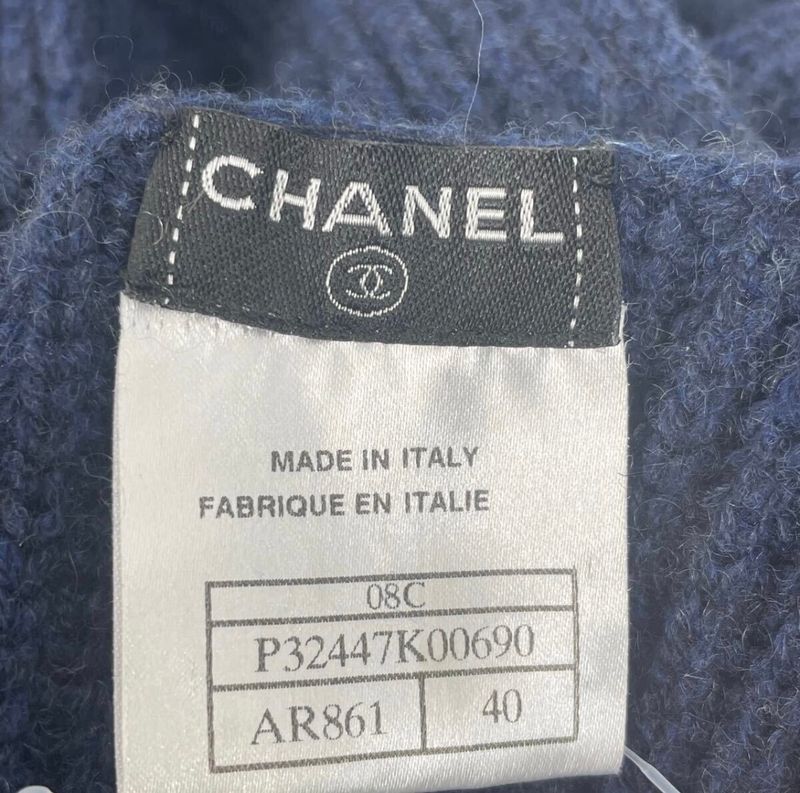 CHANEL
MADE IN ITALY
FABRIQUE EN ITALIE
08C
P32447K00690
AR861 40